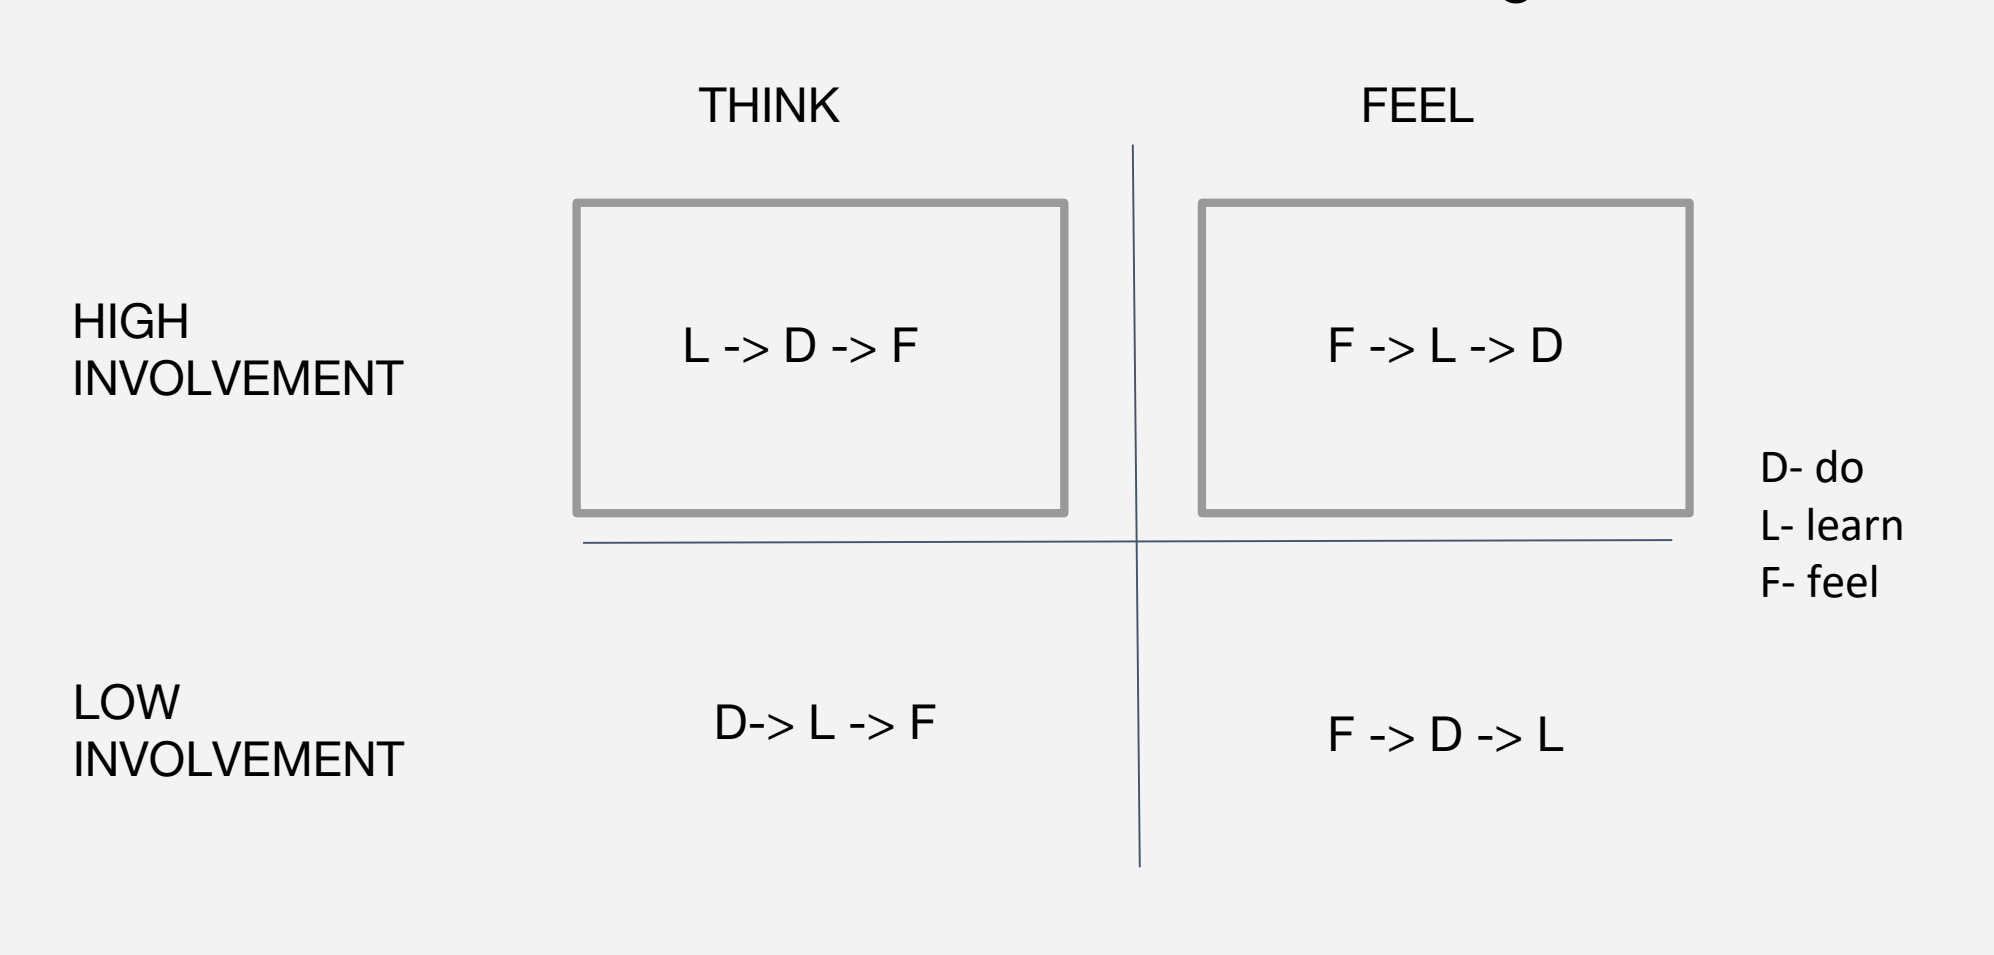 THINK
FEEL
HIGH
INVOLVEMENT
L -> D -> F
F -> L -> D
D- do
L- learn
F- feel
LOW
INVOLVEMENT
D-> L -> F
F -> D -> L